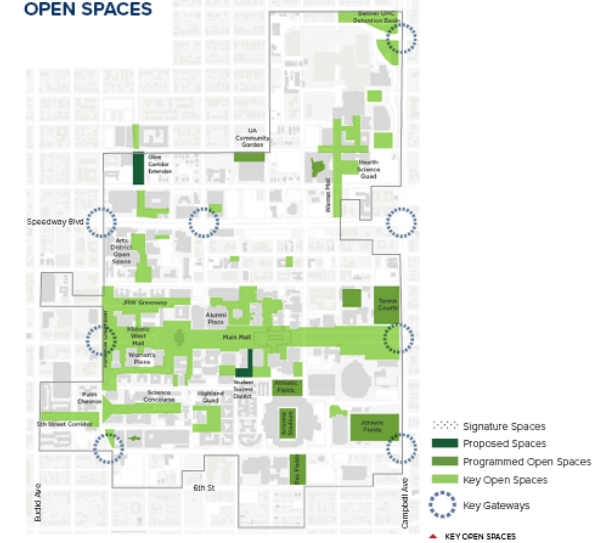 OPEN SPACES
Banner UMC
Detention Basin
UA
Community
Garden
Olive
Corridor
Extension
Health
Science
Quad
Warren Mall
Speedway Blvd
Arts
District
Open
Space
JRW Greenway
Tennis
Courts
Alumni
Plaza
Historic
West
Mall
Main Mall
Women's
Plaza
Student
Success
District
Athletic
Fields
Palm
Chevron
Science
Concourse
Highland
Quad
5th Street Corridor
Arizona
Stadium
Athletic
Fields
6th St
Euclid Ave
Campbell Ave
Signature Spaces
Proposed Spaces
Programmed Open Spaces
Key Open Spaces
Key Gateways
KEY OPEN SPACES